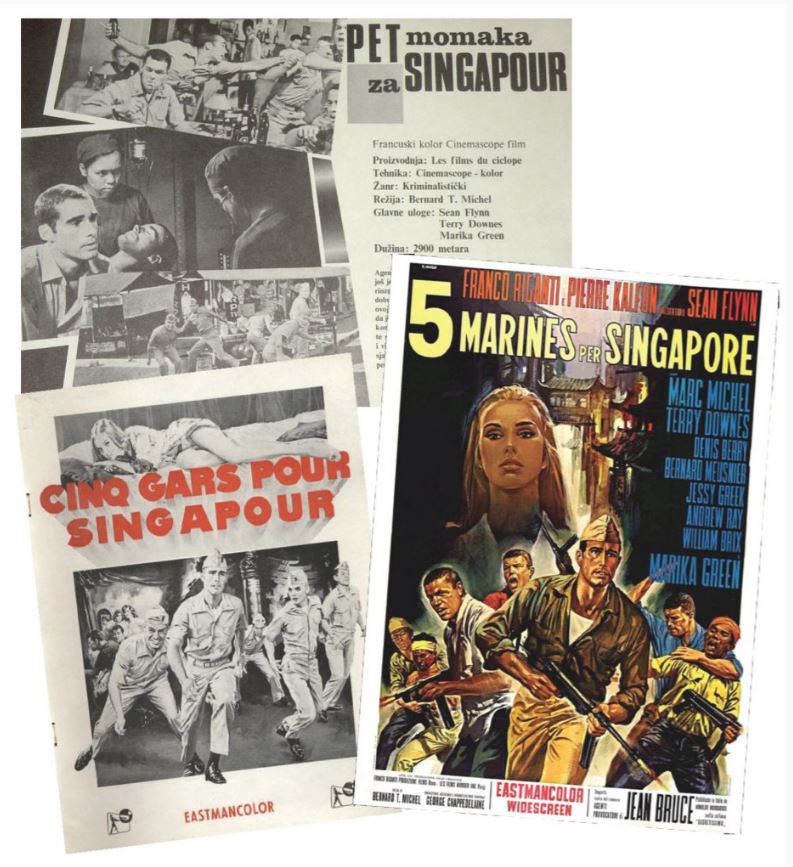 PET momaka
za SINGAPOUR
Francuski kolor Cinemascope film
Proizvodnja: Les films du ciclope
Tehnika: Cinemascope - kolor
Žanr: Kriminalistički
Režija: Bernard T. Michel
Glavne uloge: Sean Flynn
Terry Downes
Marika Green
Dužina: 2900 metara
CINQ GARS POUR
SINGAPOUR
EASTMANCOLOR
FRANCO RIGANTI E PIERRE KALFON SEAN FLYNN
5 MARINES PER SINGAPORE
MARC MICHEL
TERRY DOWNES
DENIS BERRY
BERNARD MEUSNIER
JESSY GREEK
ANDREW RAY
WILLIAM BRIX
MARIKA GREEN
BERNARD T. MICHEL
GEORGE CHAPPEDELAINE
EASTMANCOLOR
WIDESCREEN
JEAN BRUCE